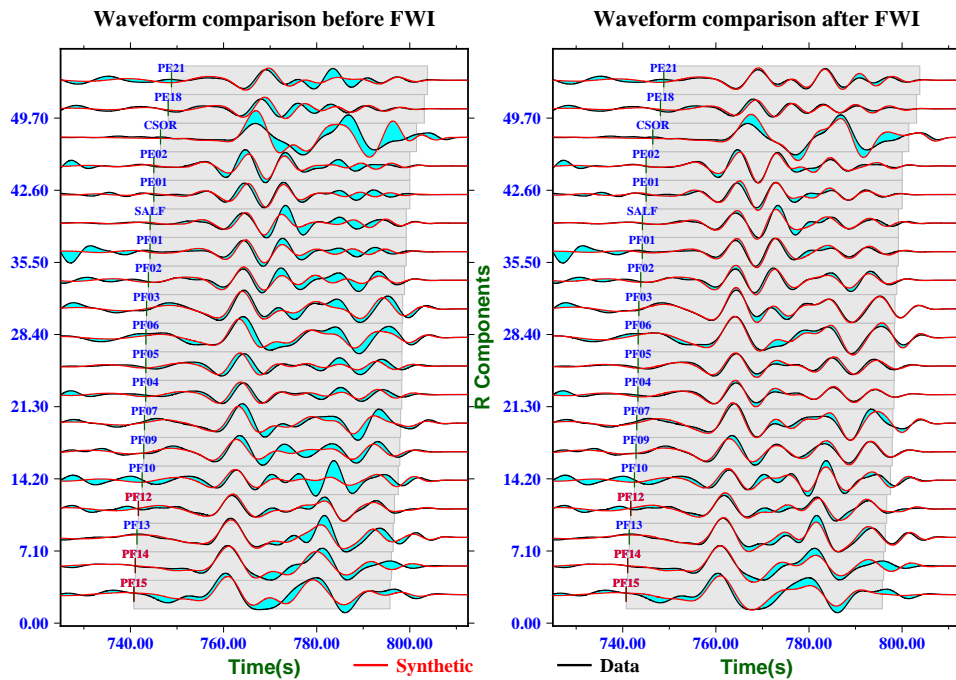 Waveform comparison before FWI
PE21
PE18
CSOR
PE02
PE01
SALF
PF01
PF02
PF03
PF06
PF05
PF04
PF07
PF09
PF10
PF12
PF13
PF14
PF15
49.70
42.60
35.50
28.40
21.30
14.20
7.10
0.00
740.00 760.00 780.00 800.00
Time(s)
Synthetic
Waveform comparison after FWI
R Components
PE21
PE18
CSOR
PE02
PE01
SALF
PF01
PF02
PF03
PF06
PF05
PF04
PF07
PF09
PF10
PF12
PF13
PF14
PF15
49.70
42.60
35.50
28.40
21.30
14.20
7.10
0.00
740.00 760.00 780.00 800.00
Data
Time(s)